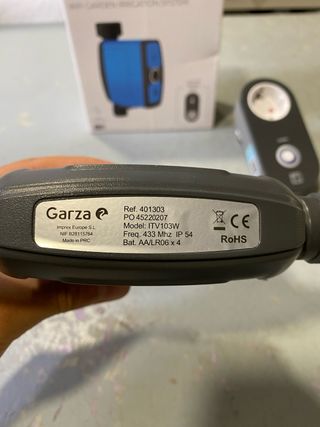 WIFI GARDEN IRRIGATION SYSTEM
Garza
Imprex Europe S.L.
NIF B28115784
Made in PRC
Ref. 401303
PO 45220207
Model: ITV103W
Freq. 433 Mhz IP 54
Bat. AA/LR06 x 4
CE
RoHS